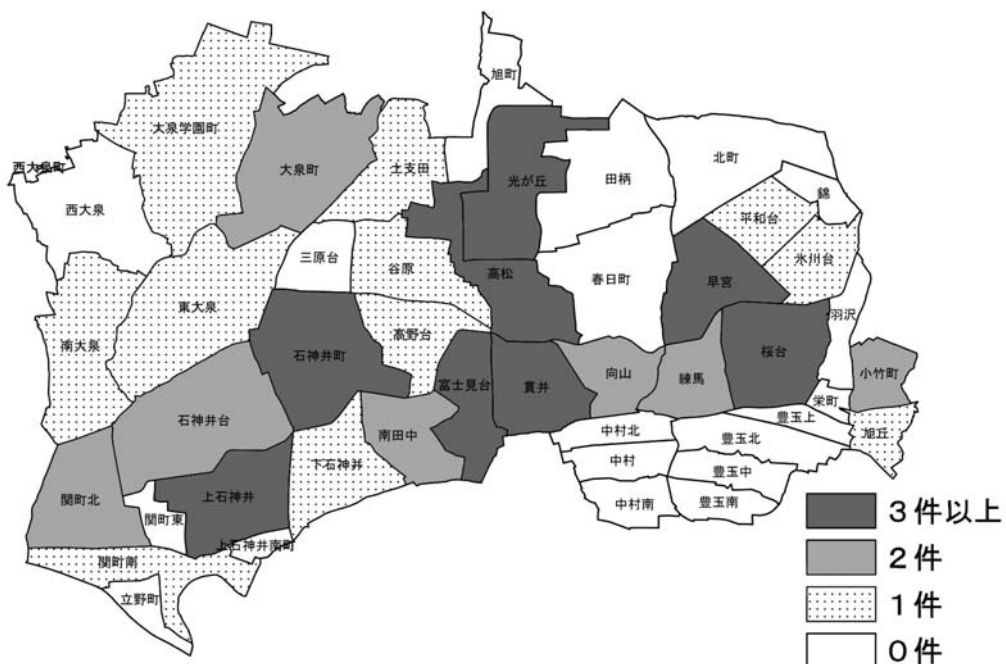 旭町
大泉学園町
北町
西大泉町
大泉町
土支田
光が丘
田柄
錦
西大泉
平和台
三原台
谷原
氷川台
高松
春日町
早宮
東大泉
羽沢
南大泉
高野台
石神井町
桜台
富士見台
貫井
向山
練馬
小竹町
栄町
石神井台
豊玉上
南田中
中村北
豊玉北
旭丘
下石神井
中村
豊玉中
関町北
上石神井
中村南
豊玉南
関町東
上石神井南町
関町南
立野町
3件以上
2件
1件
0件